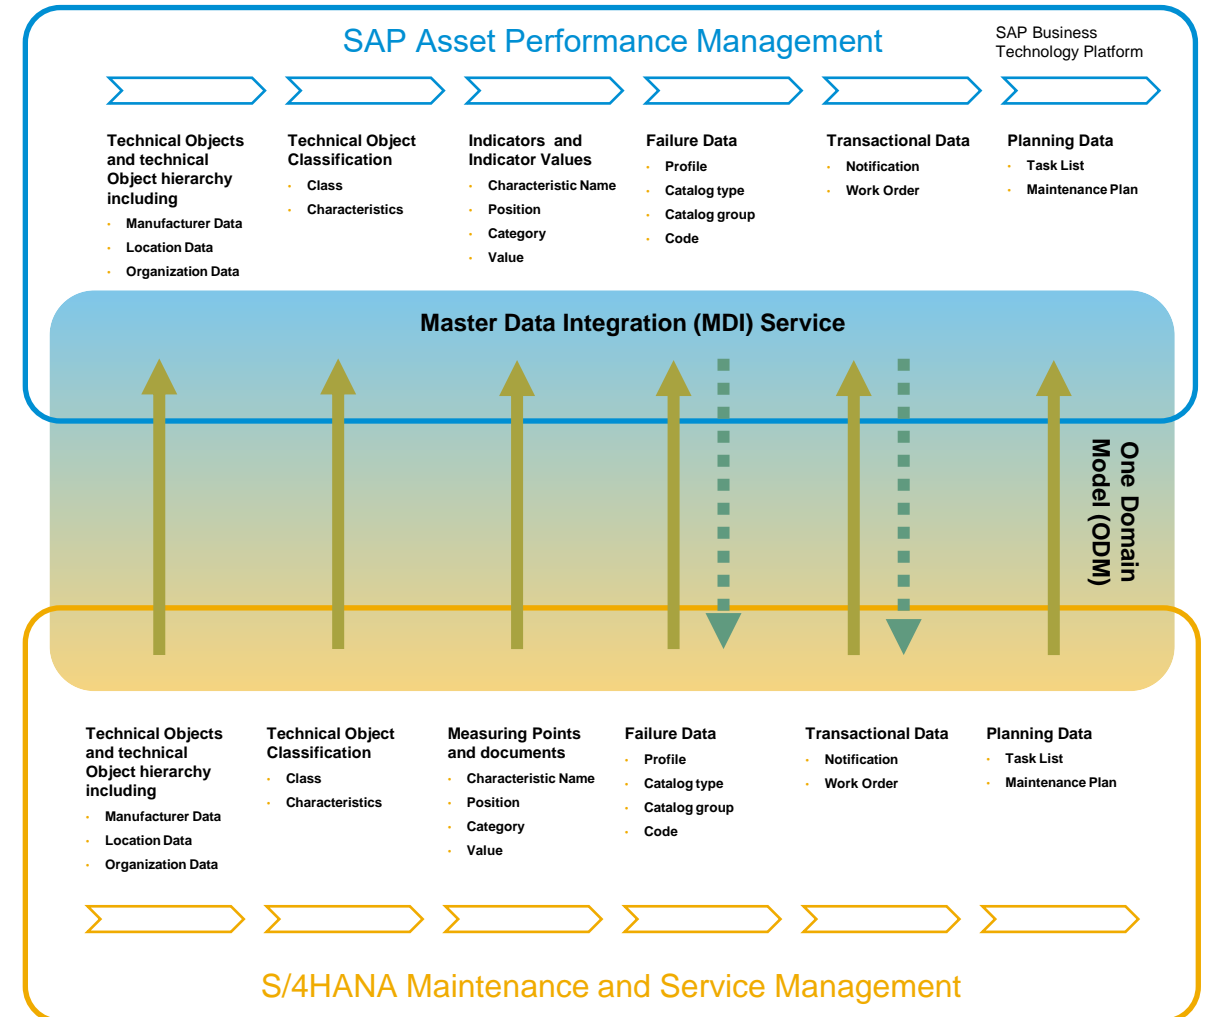 SAP Asset Performance Management
SAP Business
Technology Platform
Technical Objects
and technical
Object hierarchy
including
· Manufacturer Data
· Location Data
· Organization Data
Technical Object
Classification
· Class
· Characteristics
Indicators and
Indicator Values
· Characteristic Name
· Position
· Category
· Value
Failure Data
· Profile
· Catalog type
· Catalog group
· Code
Transactional Data
· Notification
· Work Order
Planning Data
· Task List
· Maintenance Plan
Master Data Integration (MDI) Service
One Domain
Model (ODM)
Technical Objects
and technical
Object hierarchy
including
· Manufacturer Data
· Location Data
· Organization Data
Technical Object
Classification
· Class
· Characteristics
Measuring Points
and documents
· Characteristic Name
· Position
· Category
· Value
Failure Data
· Profile
· Catalog type
· Catalog group
· Code
Transactional Data
· Notification
· Work Order
Planning Data
· Task List
· Maintenance Plan
S/4HANA Maintenance and Service Management